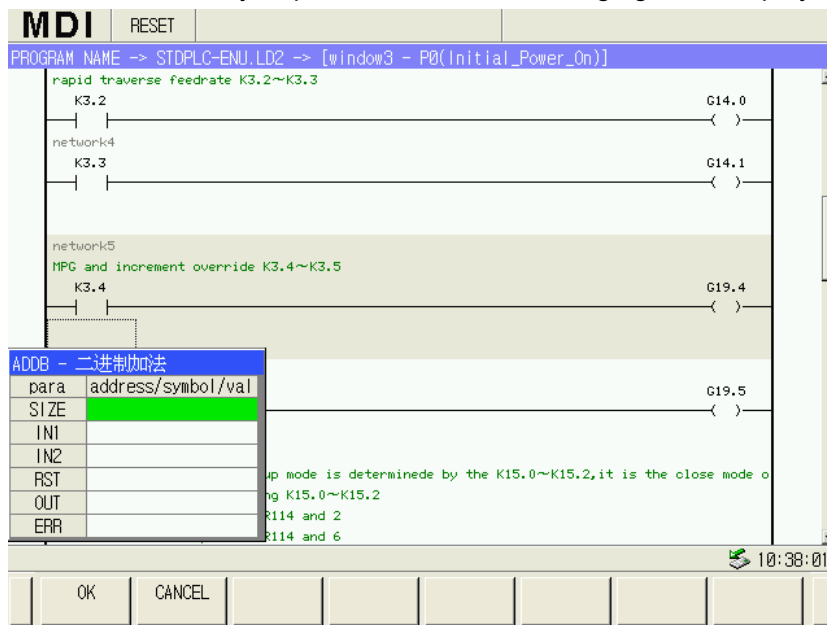 MDI RESET
PROGRAM NAME -> STDPLC-ENU.LD2 -> [window3 - P0(Initial_Power_On)]
rapid traverse feedrate K3.2~K3.3
K3.2 G14.0
network4
K3.3 G14.1
network5
MPG and increment override K3.4~K3.5
K3.4 G19.4
ADDB - 二进制加法
para address/symbol/val
SIZE
IN1
IN2
RST
OUT
ERR
G19.5
up mode is determinede by the K15.0~K15.2,it is the close mode o
ng K15.0~K15.2
R114 and 2
R114 and 6
10:38:01
OK CANCEL